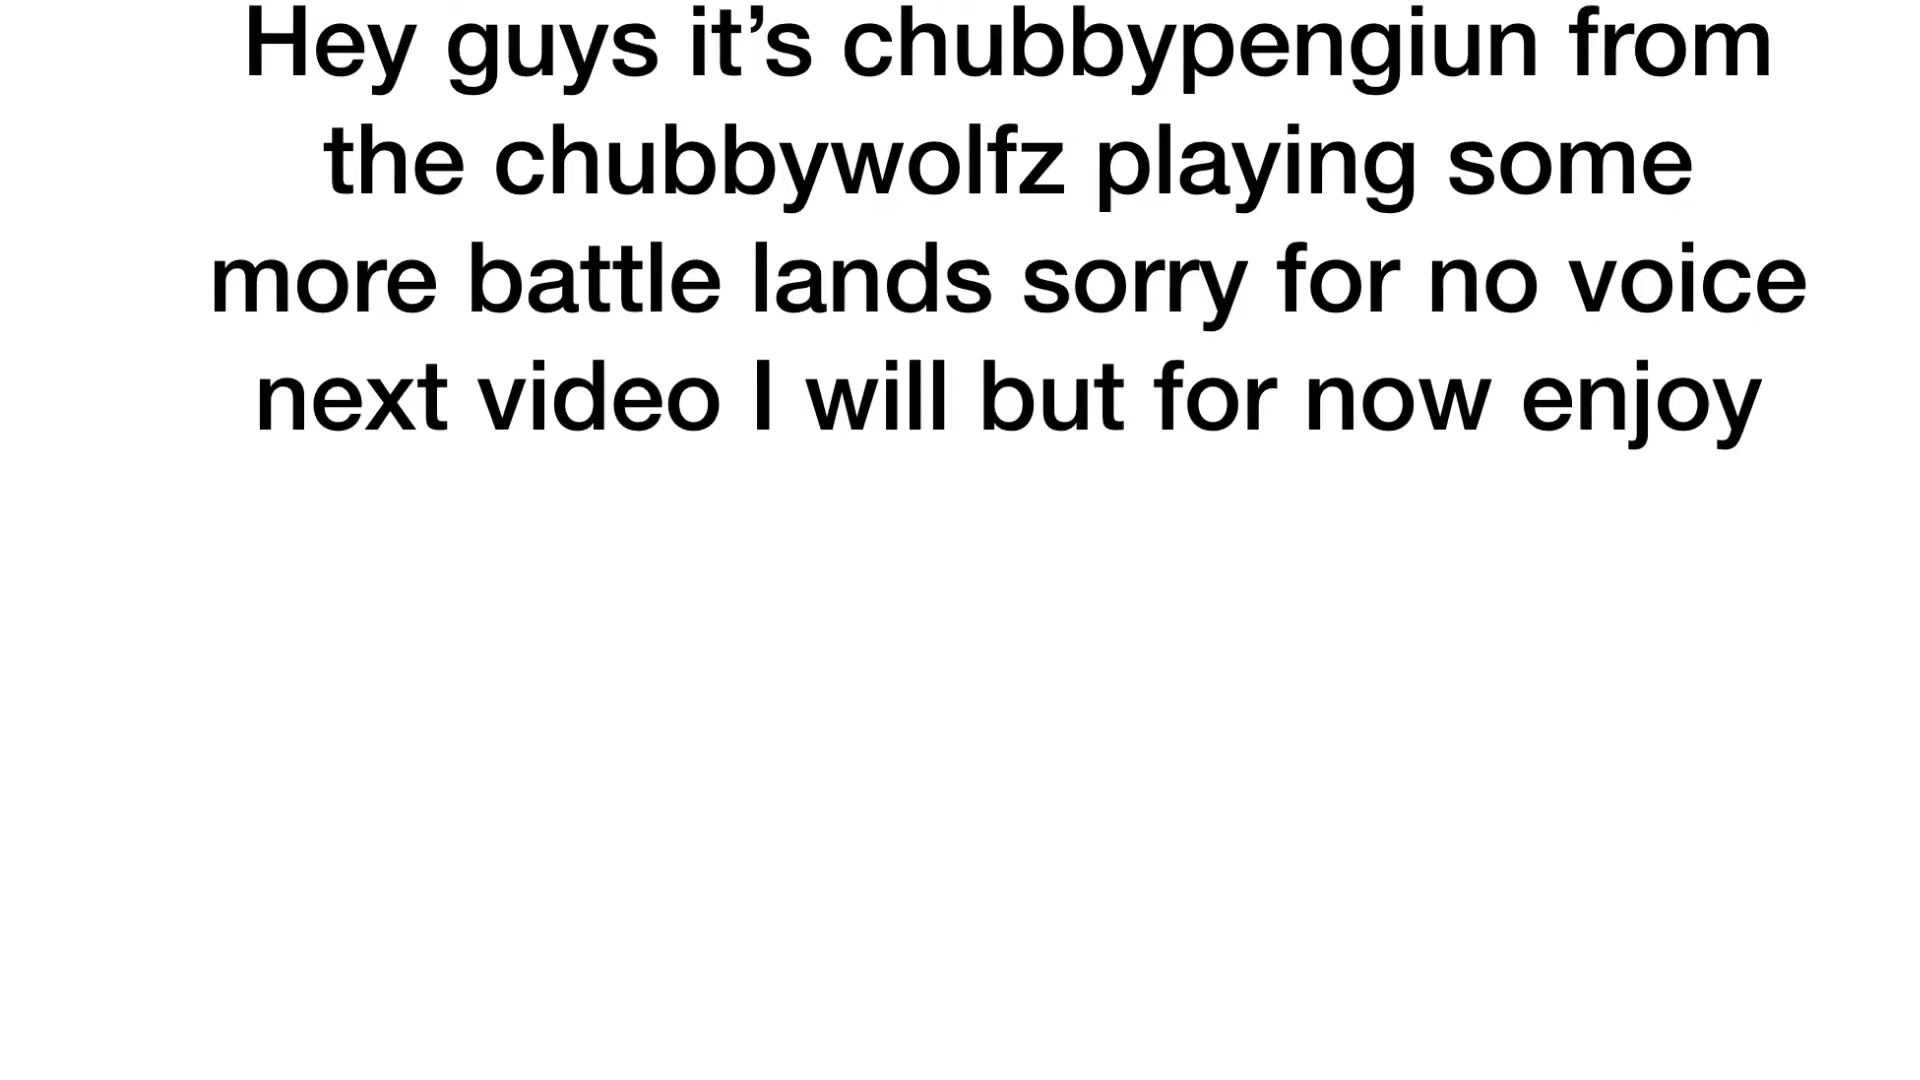 Hey guys it’s chubbypengiun from
the chubbywolfz playing some
more battle lands sorry for no voice
next video I will but for now enjoy